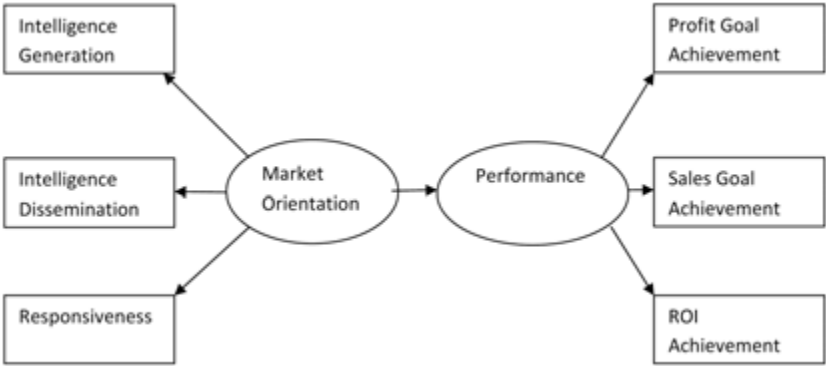 Intelligence
Generation
Intelligence
Dissemination
Responsiveness
Market
Orientation
Performance
Profit Goal
Achievement
Sales Goal
Achievement
ROI
Achievement